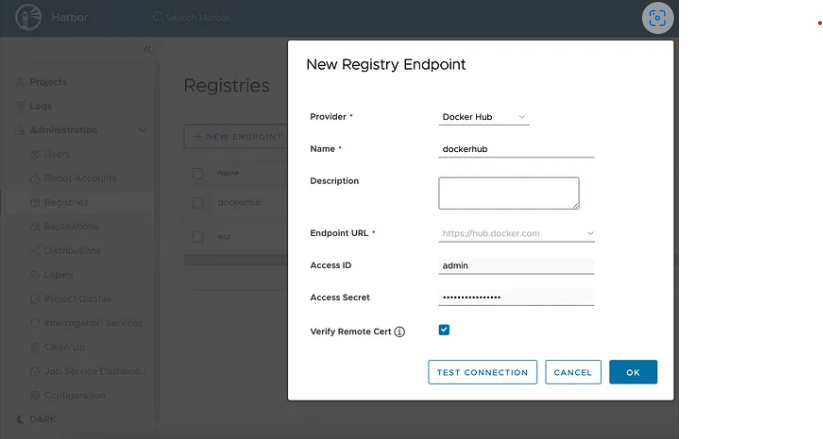 Harbor
Search Harbor...
Projects
Logs
Administration
Users
Robot Accounts
Registries
Replications
Distributions
Labels
Project Quotas
Interrogation Services
Clean Up
Job Service Dashboa...
Configuration
DARK
Registries
+ NEW ENDPOINT
Name
dockerhub
ecr
New Registry Endpoint
Provider * Docker Hub
Name * dockerhub
Description
Endpoint URL * https://hub.docker.com
Access ID admin
Access Secret ••••••••••••••••
Verify Remote Cert
TEST CONNECTION CANCEL OK